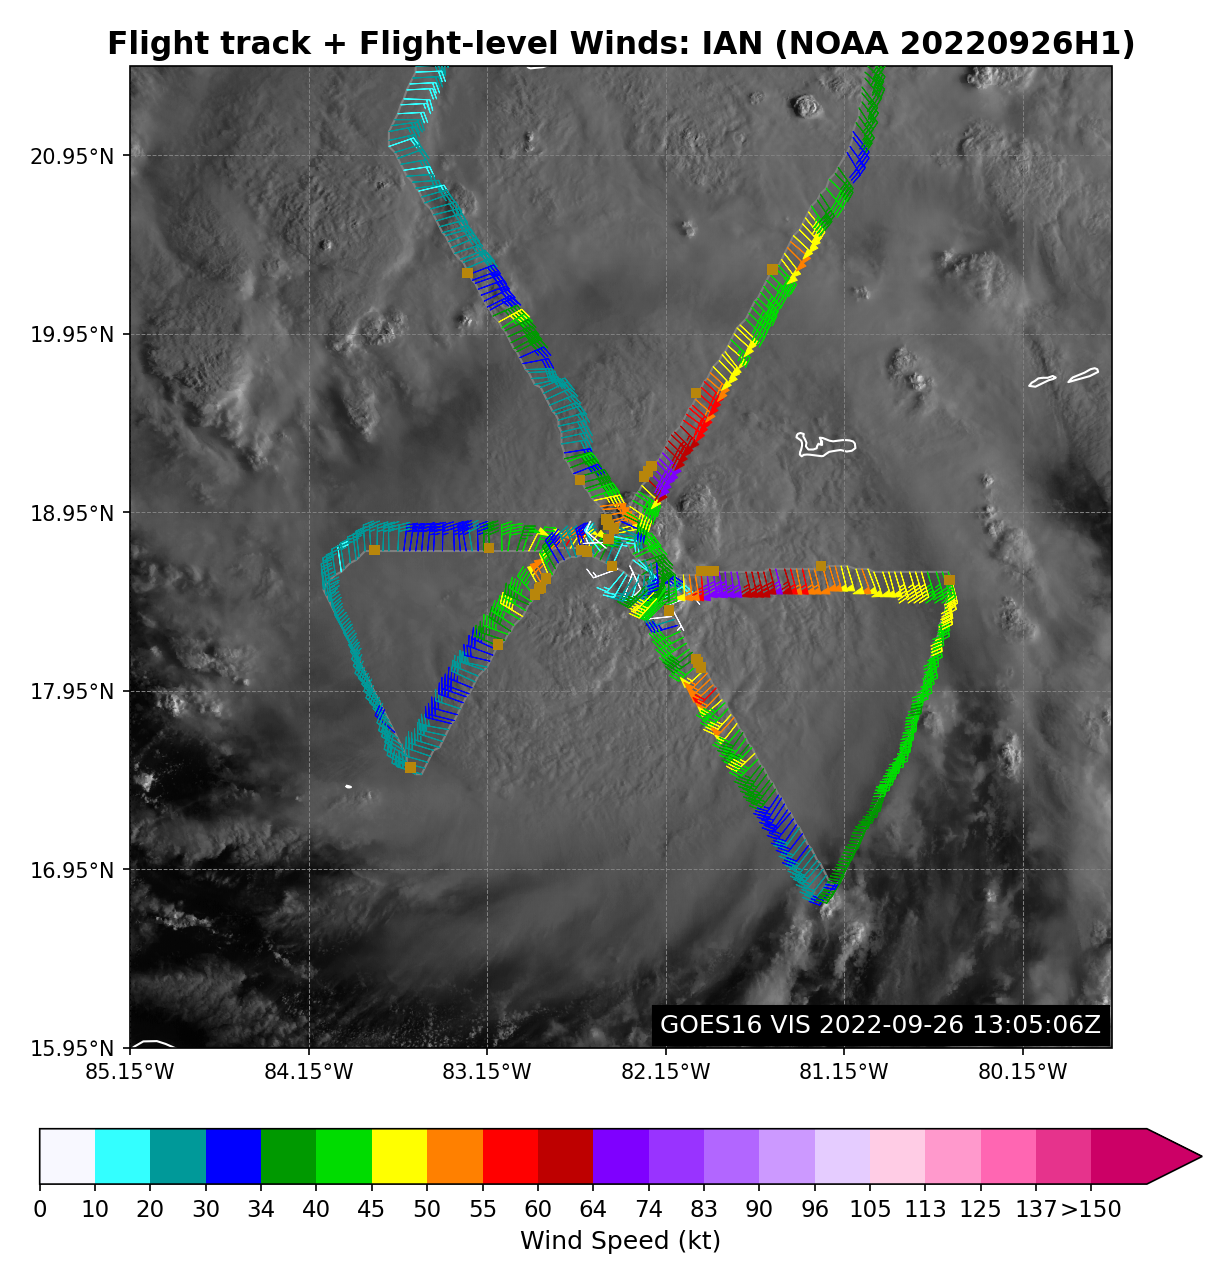 Flight track + Flight-level Winds: IAN (NOAA 20220926H1)
20.95°N
19.95°N
18.95°N
17.95°N
16.95°N
15.95°N
GOES16 VIS 2022-09-26 13:05:06Z
85.15°W 84.15°W 83.15°W 82.15°W 81.15°W 80.15°W
0 10 20 30 34 40 45 50 55 60 64 74 83 90 96 105 113 125 137 >150
Wind Speed (kt)